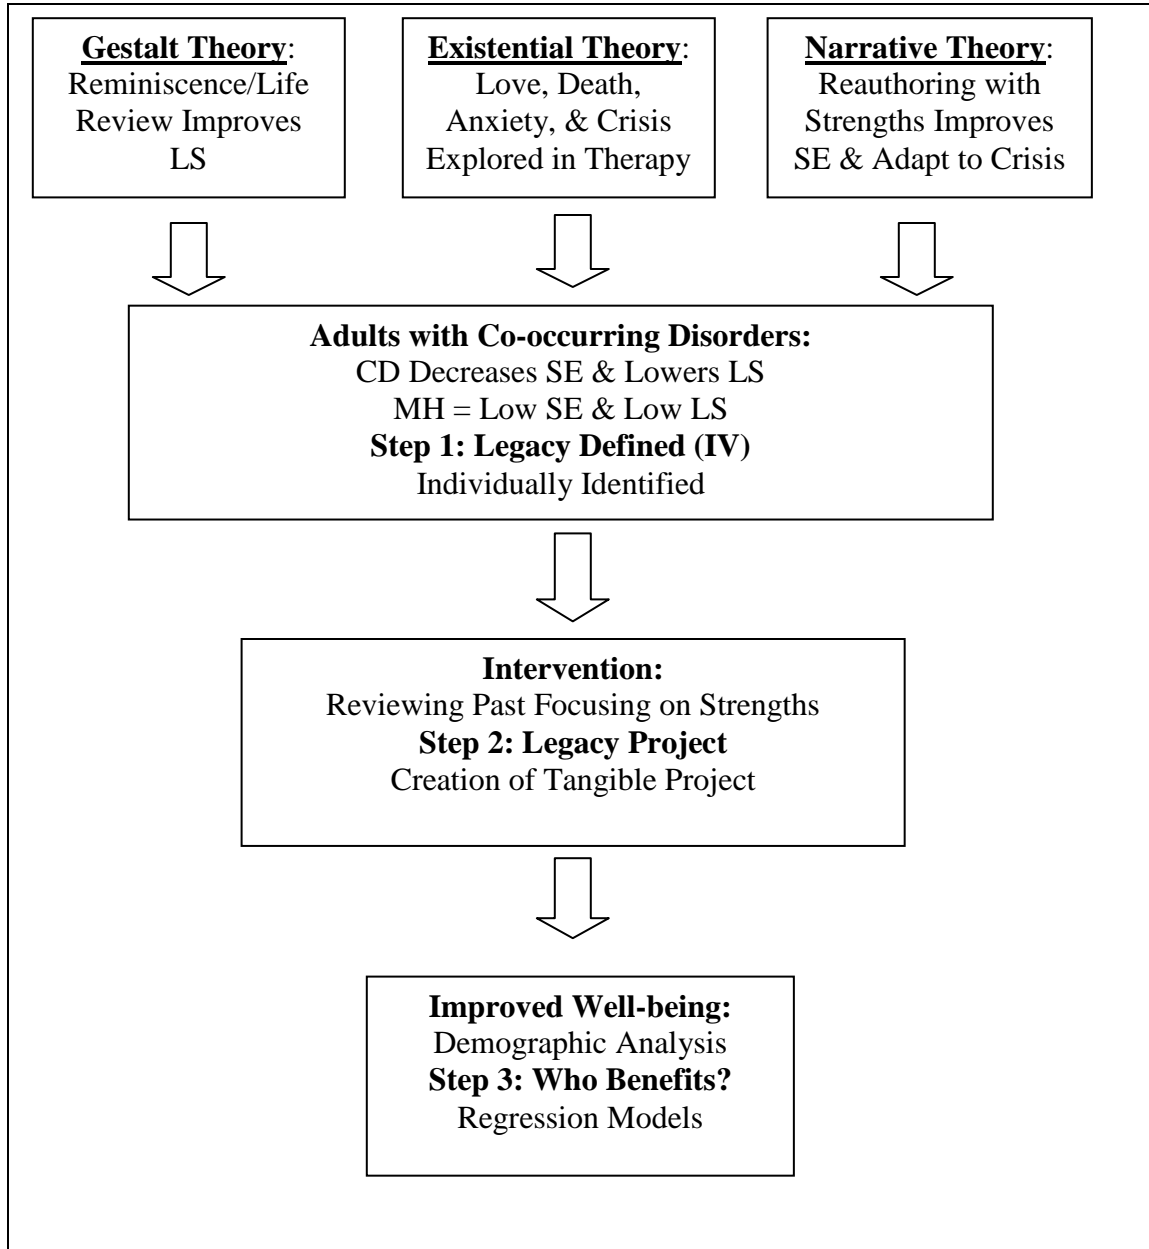 Gestalt Theory:
Reminiscence/Life
Review Improves
LS
Existential Theory:
Love, Death,
Anxiety, & Crisis
Explored in Therapy
Narrative Theory:
Reauthoring with
Strengths Improves
SE & Adapt to Crisis
Adults with Co-occurring Disorders:
CD Decreases SE & Lowers LS
MH = Low SE & Low LS
Step 1: Legacy Defined (IV)
Individually Identified
Intervention:
Reviewing Past Focusing on Strengths
Step 2: Legacy Project
Creation of Tangible Project
Improved Well-being:
Demographic Analysis
Step 3: Who Benefits?
Regression Models